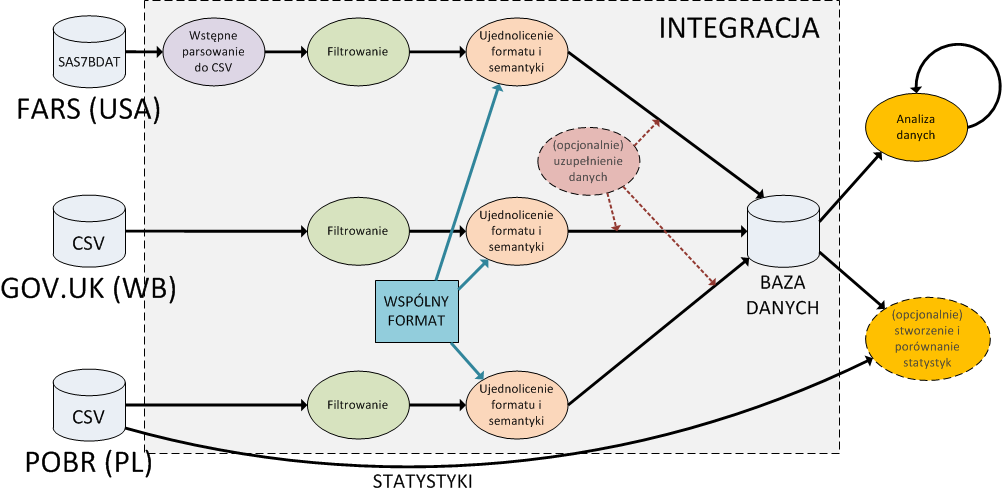 INTEGRACJA
SAS7BDAT
FARS (USA)
Wstępne
parsowanie
do CSV
Filtrowanie
Ujednolicenie
formatu i
semantyki
(opcjonalnie)
uzupełnienie
danych
Analiza
danych
CSV
GOV.UK (WB)
Filtrowanie
Ujednolicenie
formatu i
semantyki
BAZA
DANYCH
WSPÓLNY
FORMAT
(opcjonalnie)
stworzenie i
porównanie
statystyk
CSV
POBR (PL)
Filtrowanie
Ujednolicenie
formatu i
semantyki
STATYSTYKI